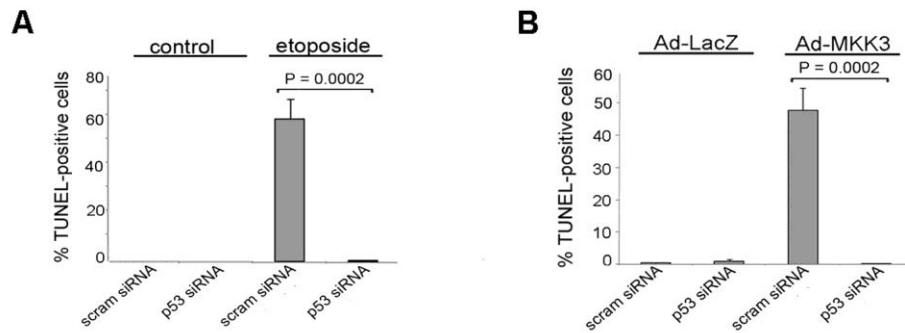 A
control
etoposide
P = 0.0002
% TUNEL-positive cells
80
60
60
20
0
scram siRNA
p53 siRNA
scram siRNA
p53 siRNA
B
Ad-LacZ
Ad-MKK3
P = 0.0002
% TUNEL-positive cells
60
50
40
30
20
10
0
scram siRNA
p53 siRNA
scram siRNA
p53 siRNA